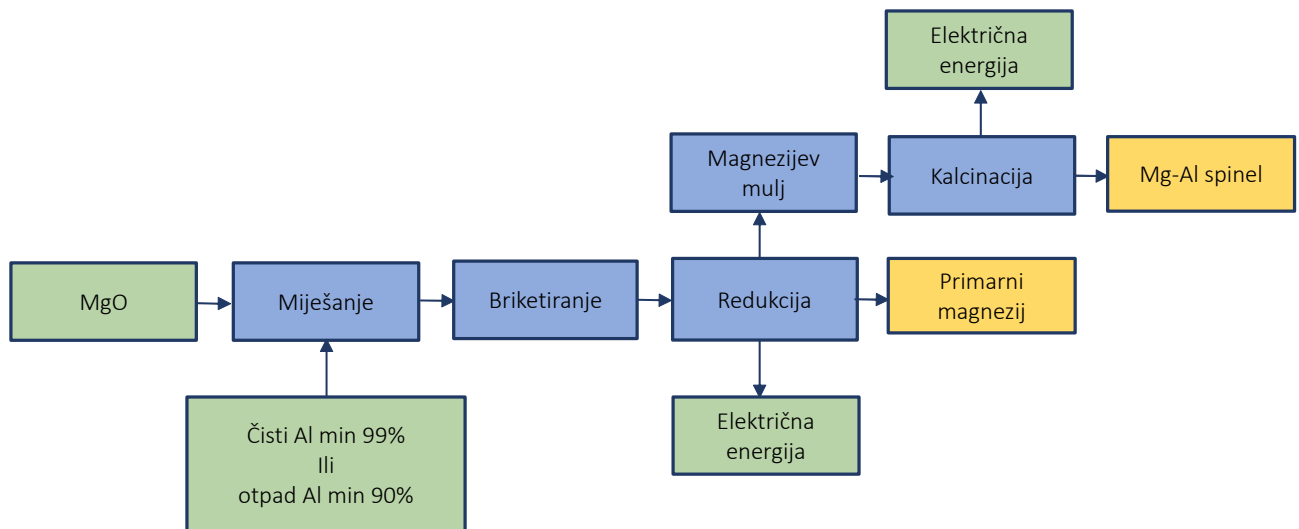 Električna
energija
Magnezijev
mulj
Kalcinacija
Mg-Al spinel
MgO
Miješanje
Briketiranje
Redukcija
Primarni
magnezij
Čisti Al min 99%
Ili
otpad Al min 90%
Električna
energija